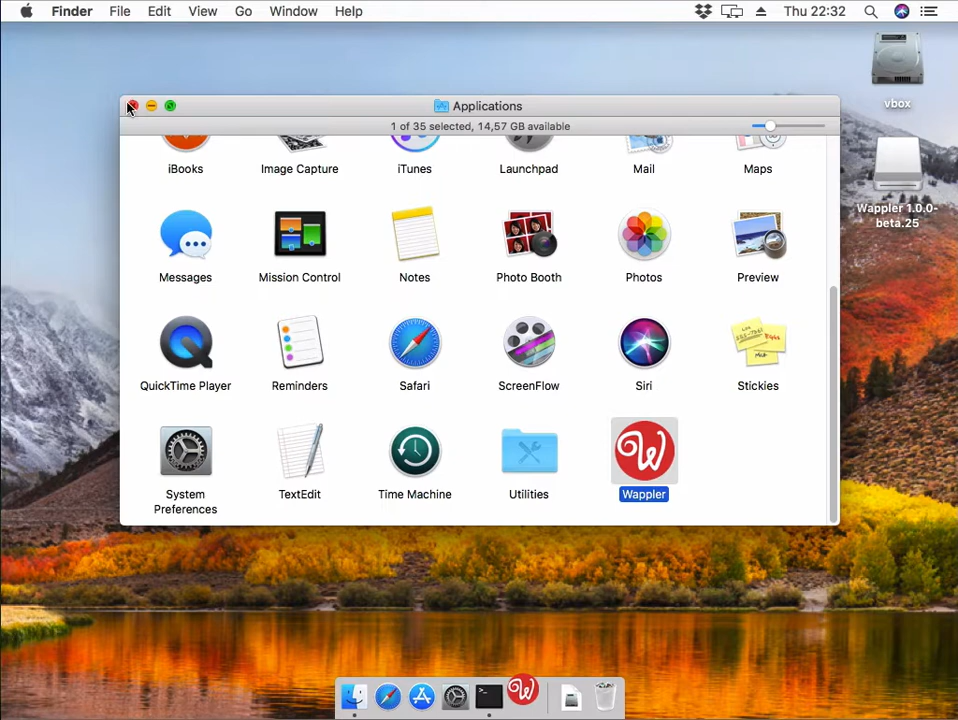 Finder File Edit View Go Window Help Thu 22:32
Applications
1 of 35 selected, 14,57 GB available
vbox
Wappler 1.0.0-
beta.25
iBooks Image Capture iTunes Launchpad Mail Maps
Messages Mission Control Notes Photo Booth Photos Preview
QuickTime Player Reminders Safari ScreenFlow Siri Stickies
System
Preferences
TextEdit Time Machine Utilities Wappler